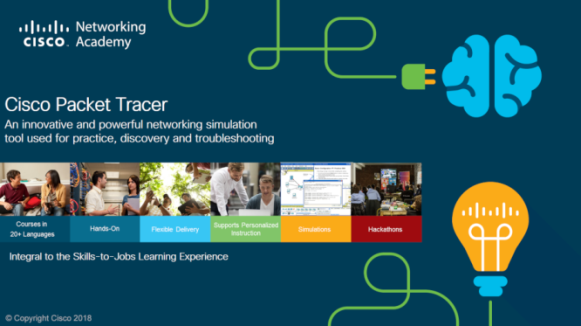 Networking
CISCO. Academy
Cisco Packet Tracer
An innovative and powerful networking simulation
tool used for practice, discovery and troubleshooting
Courses in
20+ Languages
Hands-On
Flexible Delivery
Supports Personalized
Instruction
Simulations
Hackathons
Integral to the Skills-to-Jobs Learning Experience
© Copyright Cisco 2018